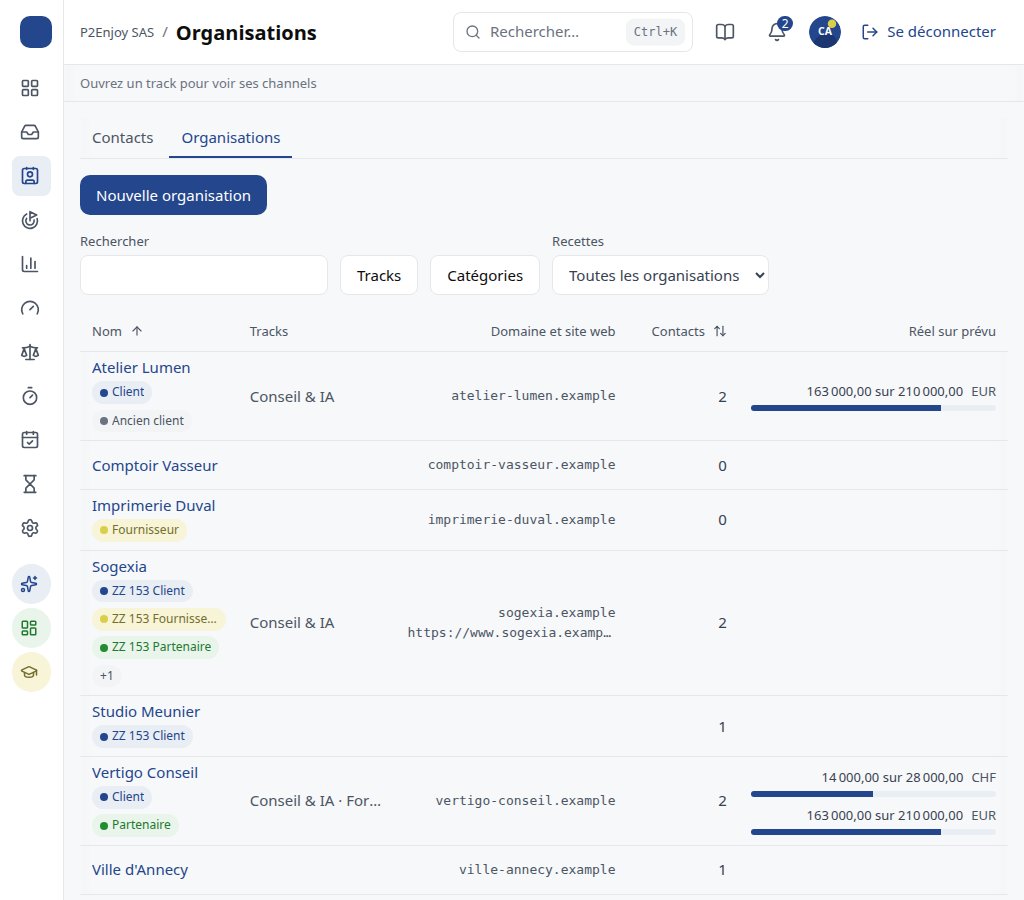 P2Enjoy SAS / Organisations
Rechercher...
Ctrl+K
2
CA
Se déconnecter
Ouvrez un track pour voir ses channels
Contacts
Organisations
Nouvelle organisation
Rechercher
Recettes
Tracks
Catégories
Toutes les organisations
Nom Tracks Domaine et site web Contacts Réel sur prévu
Atelier Lumen
Client
Ancien client
Conseil & IA
atelier-lumen.example
2
163 000,00 sur 210 000,00 EUR
Comptoir Vasseur
comptoir-vasseur.example
0
Imprimerie Duval
Fournisseur
imprimerie-duval.example
0
Sogexia
ZZ 153 Client
ZZ 153 Fournisse...
ZZ 153 Partenaire
+1
Conseil & IA
sogexia.example
https://www.sogexia.examp...
2
Studio Meunier
ZZ 153 Client
1
Vertigo Conseil
Client
Partenaire
Conseil & IA · For...
vertigo-conseil.example
2
14 000,00 sur 28 000,00 CHF
163 000,00 sur 210 000,00 EUR
Ville d'Annecy
ville-annecy.example
1